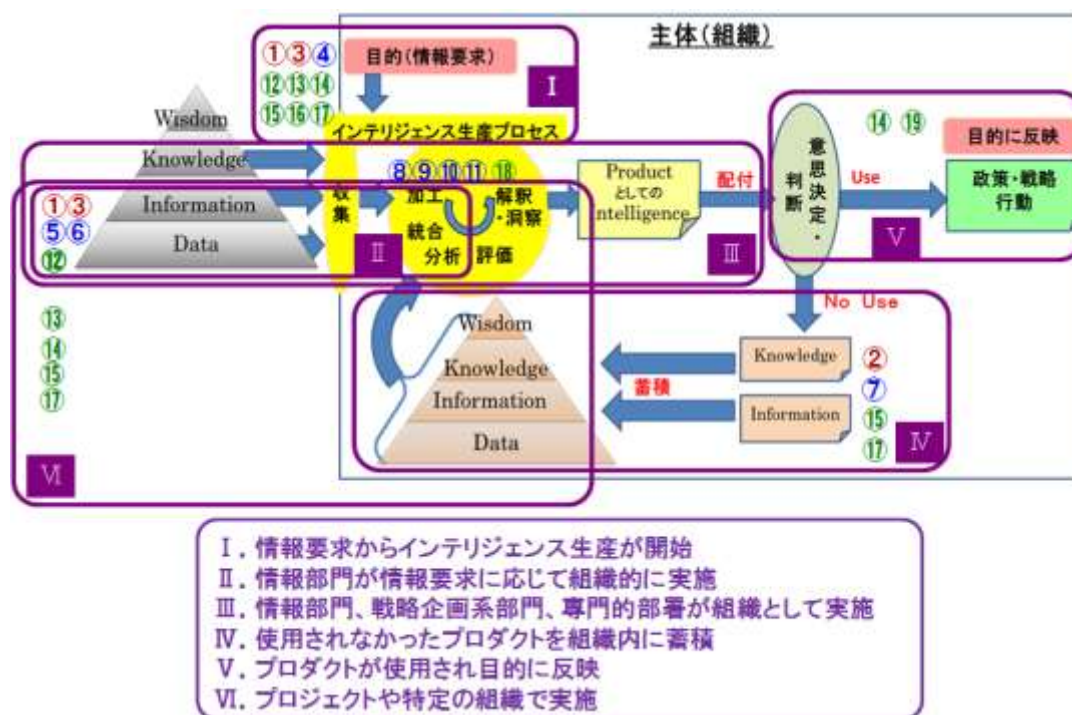 主体(組織)
①③④
目的(情報要求)
⑫⑬⑭
⑮⑯⑰
Ⅰ
インテリジェンス生産プロセス
Wisdom
Knowledge
Information
Data
①③
⑤⑥
⑫
収集
⑧⑨⑩⑪⑱
加工
解釈
・洞察
統合
分析
評価
Ⅱ
Product
としての
Intelligence
配付
Ⅲ
意思決定・
判断
⑭ ⑲
Use
目的に反映
政策・戦略
行動
Ⅴ
No Use
⑬
⑭
⑮
⑰
Ⅵ
Wisdom
Knowledge
Information
Data
蓄積
Knowledge
Information
②
⑦
⑮
⑰
Ⅳ
Ⅰ．情報要求からインテリジェンス生産が開始
Ⅱ．情報部門が情報要求に応じて組織的に実施
Ⅲ．情報部門、戦略企画系部門、専門的部署が組織として実施
Ⅳ．使用されなかったプロダクトを組織内に蓄積
Ⅴ．プロダクトが使用され目的に反映
Ⅵ．プロジェクトや特定の組織で実施